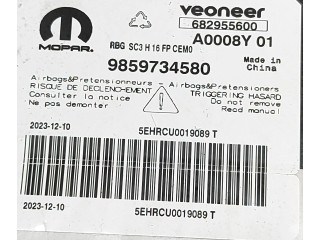 veoneer
682955600
MOPAR.
RBG SC3 H 16 FP CEM0
A0008Y 01
9859734580
Made in
China
Airbags&Pretensionneurs - Airbags&Pretensioners
RISQUE DE DECLENCHEMENT
TRIGGERING HASARD
Consulter la notice
Do not remove
Ne pas démonter
Read manual
2023-12-10
5EHRCU0019089 T
2023-12-10
5EHRCU0019089 T